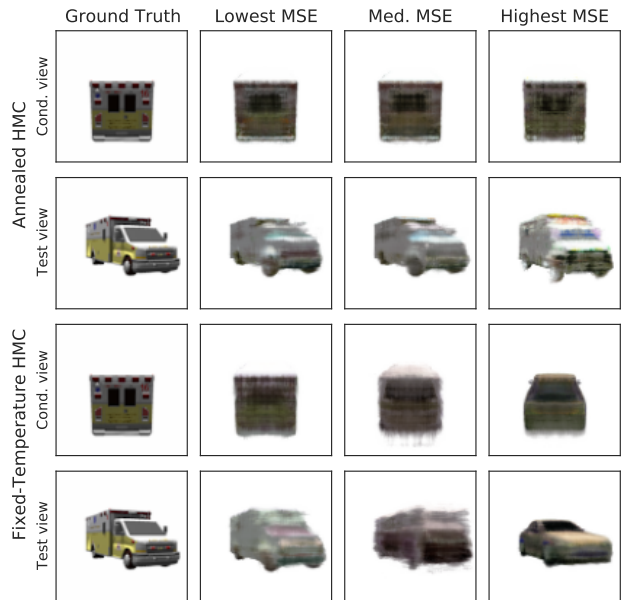 Ground Truth
Lowest MSE
Med. MSE
Highest MSE
Annealed HMC
Cond. view
Test view
Fixed-Temperature HMC
Cond. view
Test view